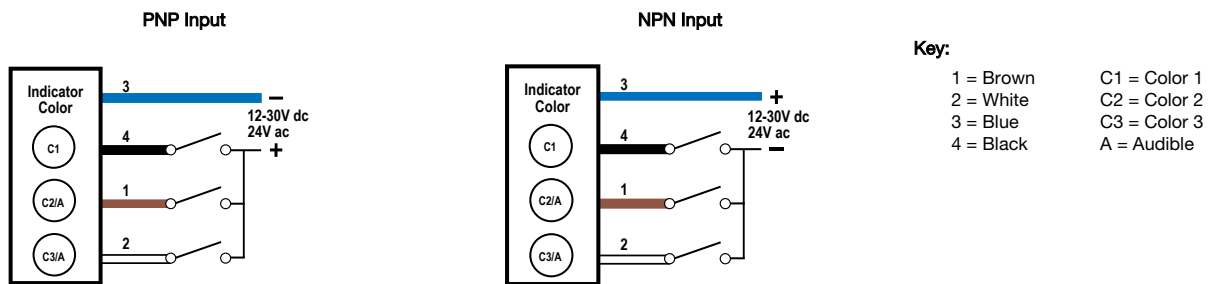 PNP Input
Indicator
Color
3
−
12-30V dc
24V ac
+
C1
4
C2/A
1
C3/A
2
NPN Input
Indicator
Color
3
+
12-30V dc
24V ac
−
C1
4
C2/A
1
C3/A
2
Key:
1 = Brown
2 = White
3 = Blue
4 = Black
C1 = Color 1
C2 = Color 2
C3 = Color 3
A = Audible